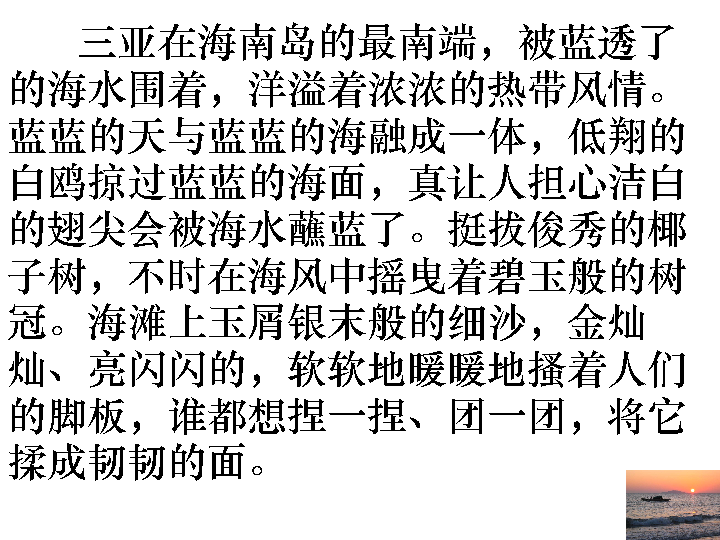 三亚在海南岛的最南端，被蓝透了
的海水围着，洋溢着浓浓的热带风情。
蓝蓝的天与蓝蓝的海融成一体，低翔的
白鸥掠过蓝蓝的海面，真让人担心洁白
的翅尖会被海水蘸蓝了。挺拔俊秀的椰
子树，不时在海风中摇曳着碧玉般的树
冠。海滩上玉屑银末般的细沙，金灿
灿、亮闪闪的，软软地暖暖地搔着人们
的脚板，谁都想捏一捏、团一团，将它
揉成韧韧的面。